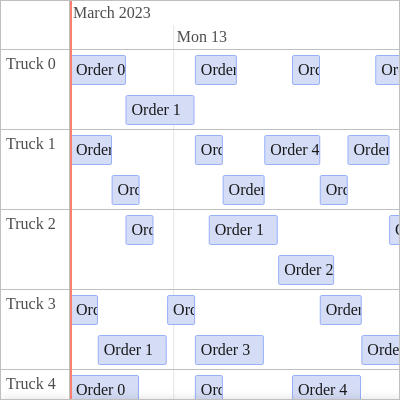 March 2023
Mon 13
Truck 0
Order 0
Order
Orc
Or
Order 1
Truck 1
Order
Orc
Order 4
Order
Orc
Order
Orc
Truck 2
Orc
Order 1
Order 2
Truck 3
Orc
Orc
Order
Order 1
Order 3
Orde
Truck 4
Order 0
Orc
Order 4